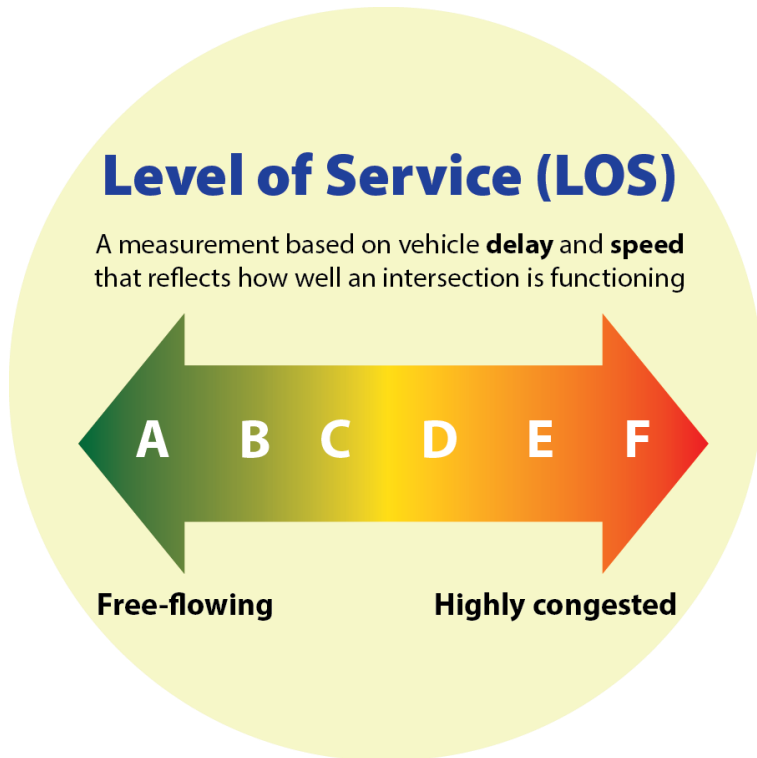 Level of Service (LOS)
A measurement based on vehicle delay and speed
that reflects how well an intersection is functioning
A B C D E F
Free-flowing Highly congested